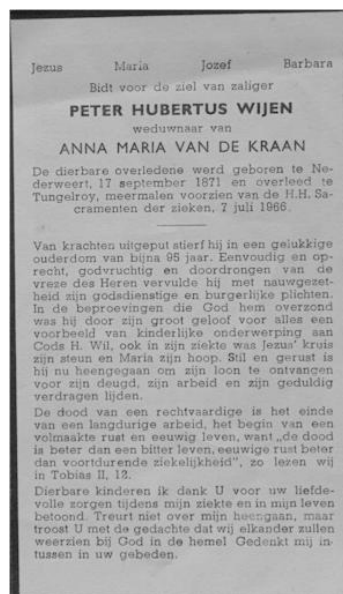 Jezus Maria Jozef Barbara
Bidt voor de ziel van zaliger
PETER HUBERTUS WIJEN
weduwnaar van
ANNA MARIA VAN DE KRAAN
De dierbare overledene werd geboren te Ne-
derweert, 17 september 1871 en overleed te
Tungelroy, meermalen voorzien van de H.H. Sa-
cramenten der zieken, 7 juli 1966.
Van krachten uitgeput stierf hij in een gelukkige
ouderdom van bijna 95 jaar. Eenvoudig en op-
recht, godvruchtig en doordrongen van de
vreze des Heren vervulde hij met nauwgezet-
heid zijn godsdienstige en burgerlijke plichten.
In de beproevingen die God hem overzond
was hij door zijn groot geloof voor alles een
voorbeeld van kinderlijke onderwerping aan
Gods H. Wil, ook in zijn ziekte was Jezus' kruis
zijn steun en Maria zijn hoop. Stil en gerust is
hij nu heengegaan om zijn loon te ontvangen
voor zijn deugd, zijn arbeid en zijn geduldig
verdragen lijden.
De dood van een rechtvaardige is het einde
van een langdurige arbeid, het begin van een
volmaakte rust en eeuwig leven, want „de dood
is beter dan een bitter leven, eeuwige rust beter
dan voortdurende ziekelijkheid”, zo lezen wij
in Tobias II, 12.
Dierbare kinderen ik dank U voor uw liefde-
volle zorgen tijdens mijn ziekte en in mijn leven
betoond. Treurt niet over mijn heengaan, maar
troost U met de gedachte dat wij elkander zullen
weerzien bij God in de hemel Gedenkt mij in-
tussen in uw gebeden.